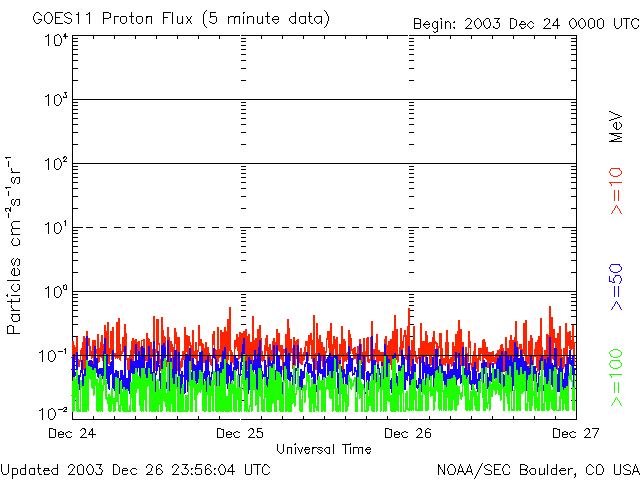 GOES11 Proton Flux (5 minute data)
Begin: 2003 Dec 24 0000 UTC
10⁴
10³
10²
10¹
10⁰
10⁻¹
10⁻²
Particles cm⁻²s⁻¹sr⁻¹
MeV
>=10
>=50
>=100
Dec 24
Dec 25
Dec 26
Dec 27
Universal Time
Updated 2003 Dec 26 23:56:04 UTC
NOAA/SEC Boulder, CO USA